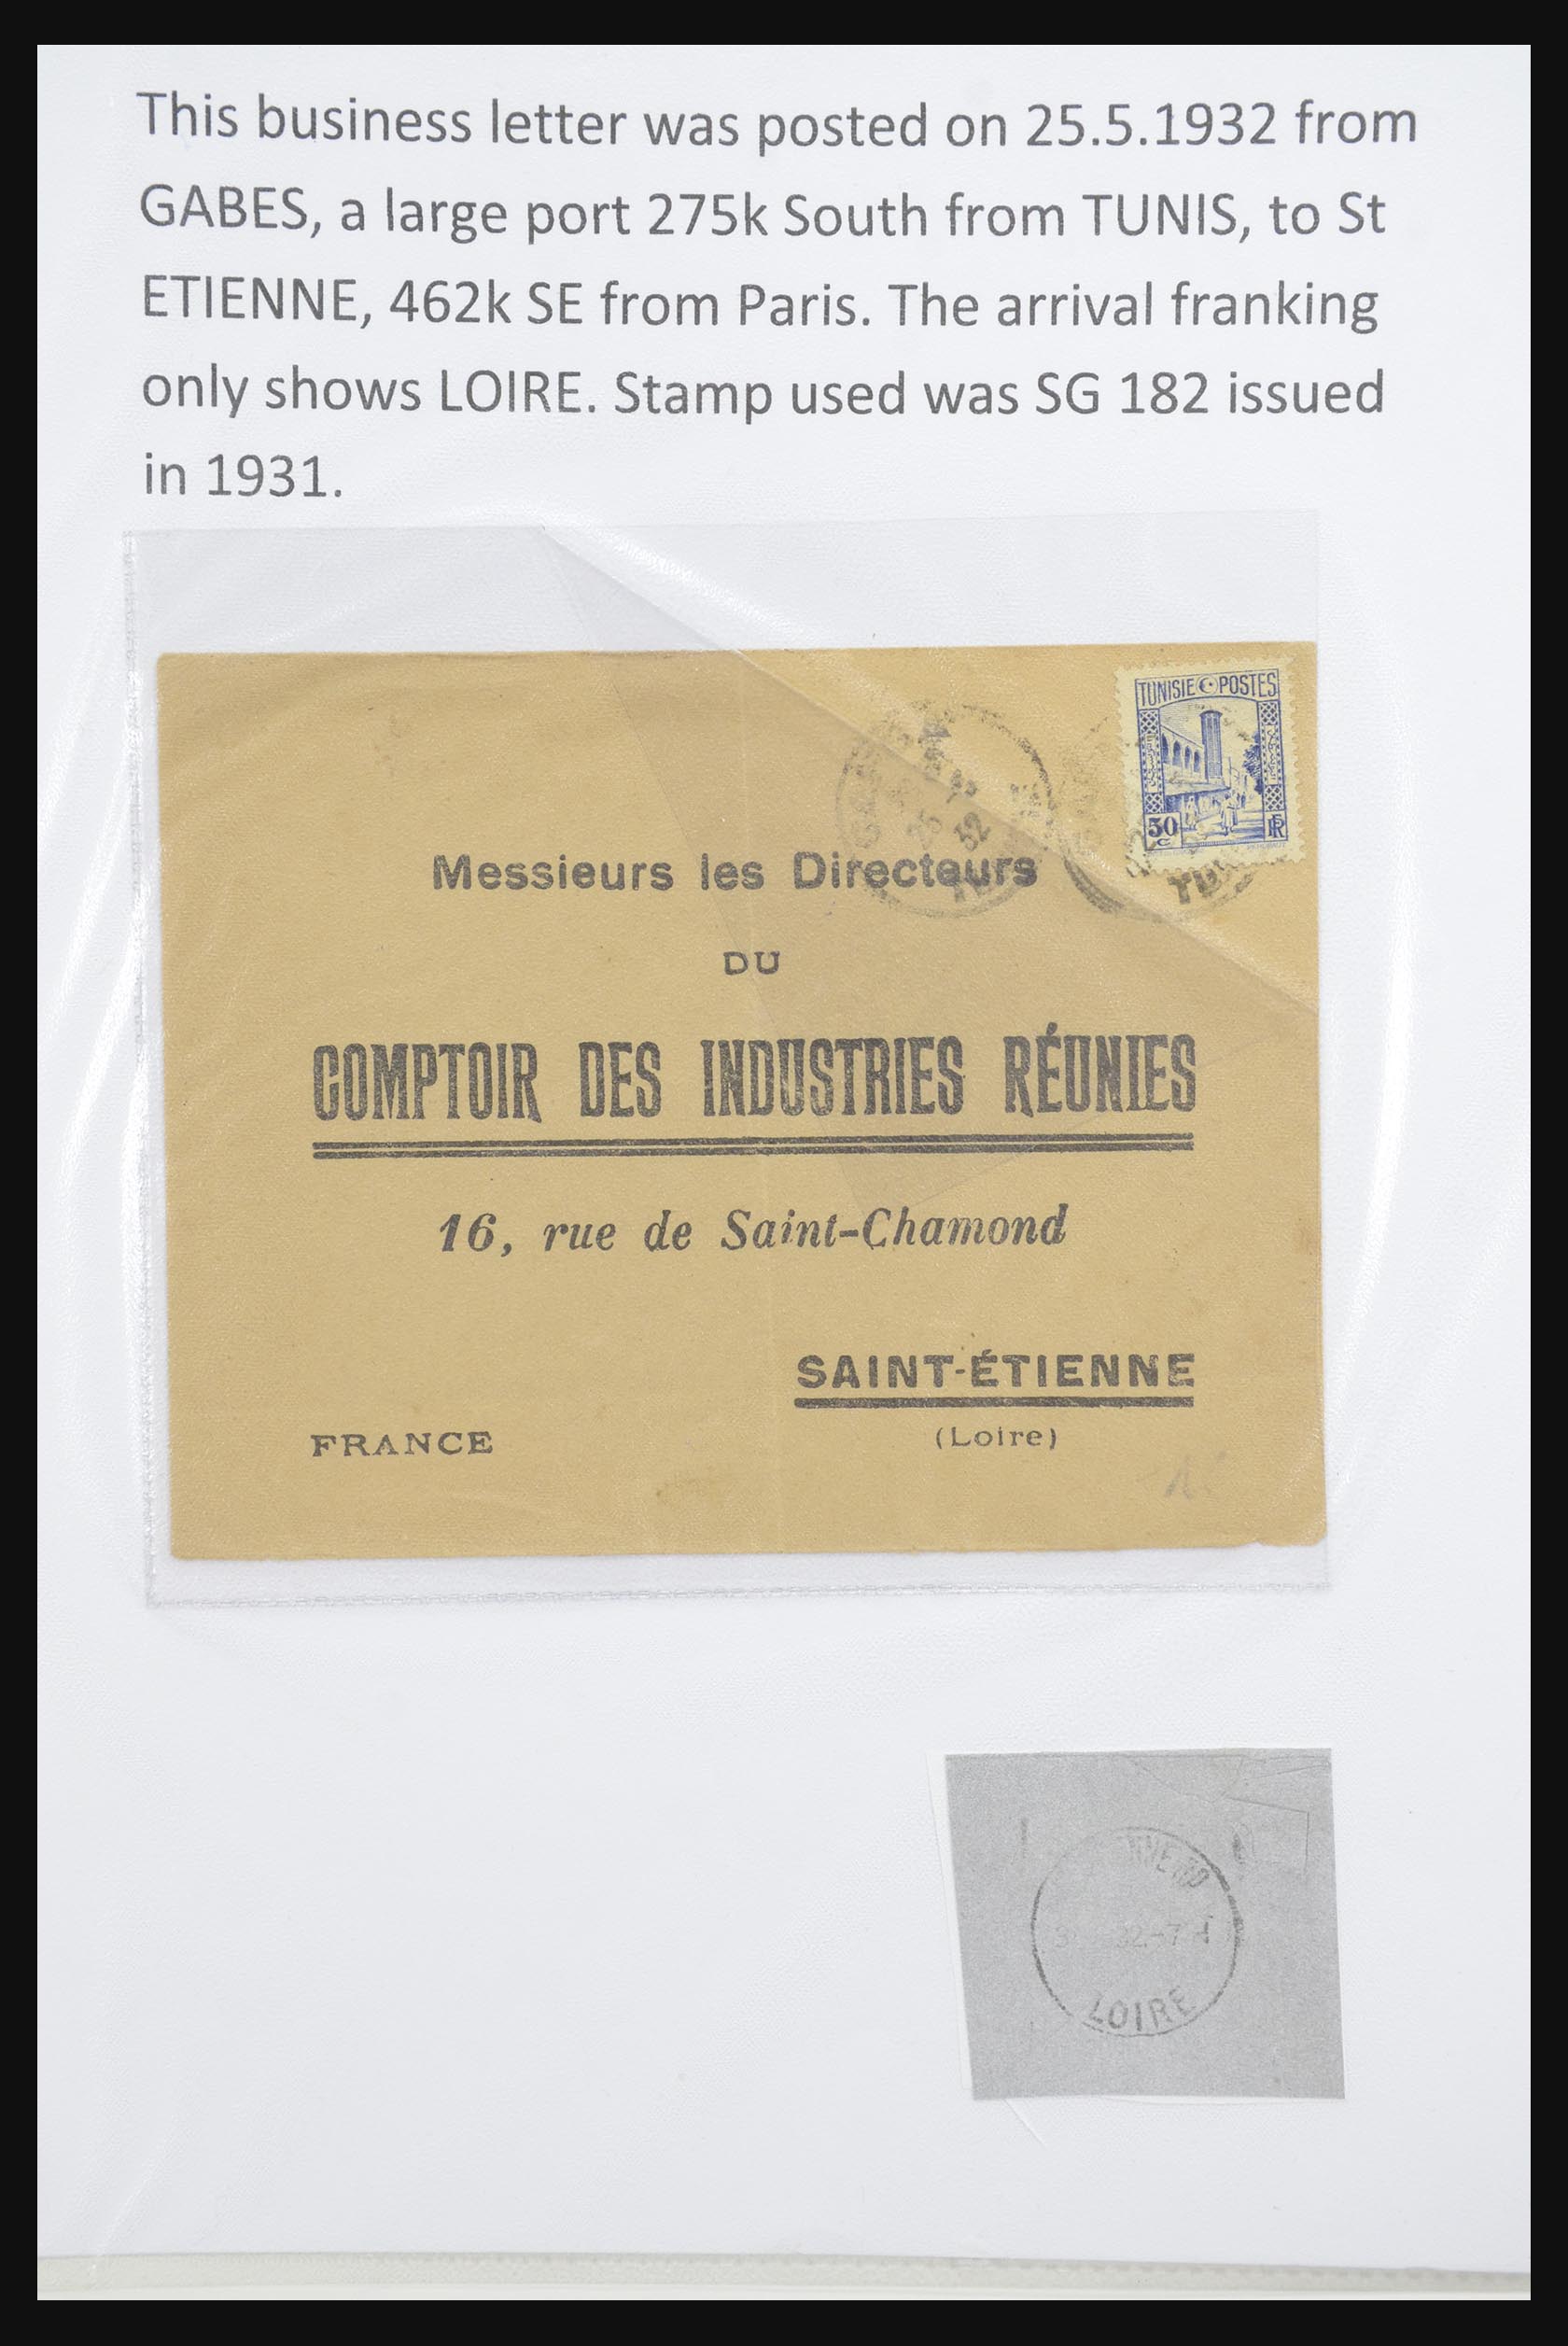 This business letter was posted on 25.5.1932 from
GABES, a large port 275k South from TUNIS, to St
ETIENNE, 462k SE from Paris. The arrival franking
only shows LOIRE. Stamp used was SG 182 issued
in 1931.
TUNISIE POSTES
50
c
RF
25
32
Messieurs les Directeurs
DU
COMPTOIR DES INDUSTRIES RÉUNIES
16, rue de Saint-Chamond
SAINT-ÉTIENNE
(Loire)
FRANCE
LOIRE